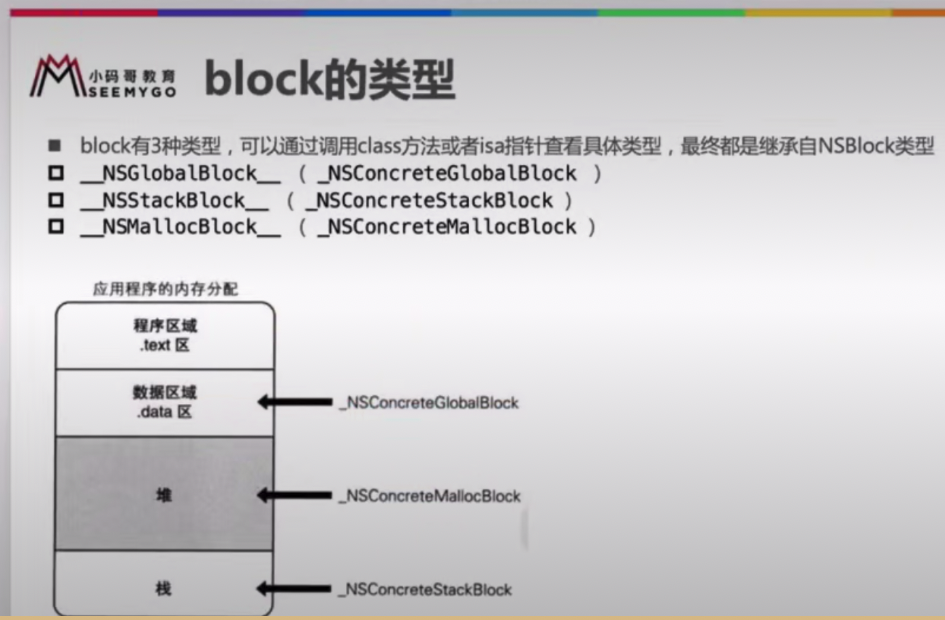 小码哥教育
SEEMYGO
block的类型
block有3种类型，可以通过调用class方法或者isa指针查看具体类型，最终都是继承自NSBlock类型
__NSGlobalBlock__ （ _NSConcreteGlobalBlock ）
__NSStackBlock__ （ _NSConcreteStackBlock ）
__NSMallocBlock__ （ _NSConcreteMallocBlock ）
应用程序的内存分配
程序区域
.text 区
数据区域
.data 区
_NSConcreteGlobalBlock
堆
_NSConcreteMallocBlock
栈
_NSConcreteStackBlock